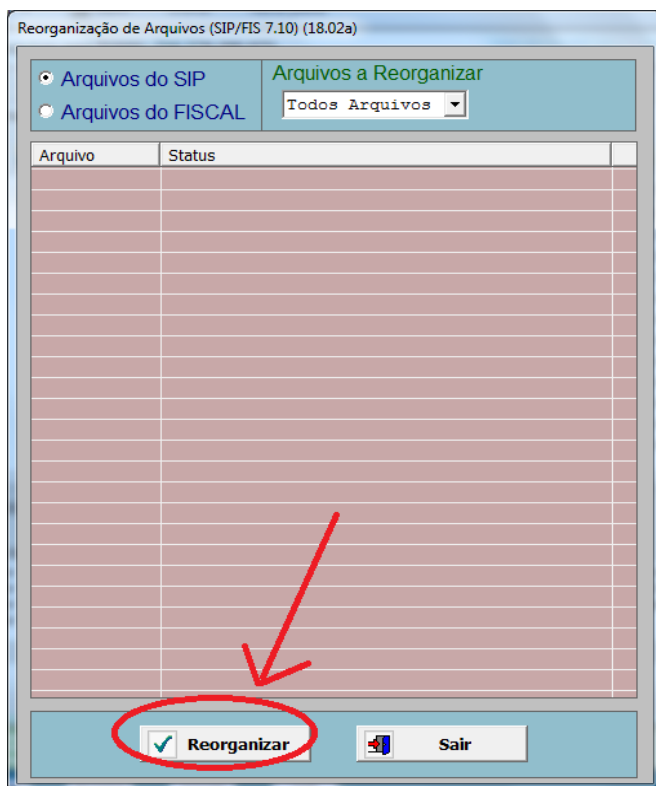 Reorganização de Arquivos (SIP/FIS 7.10) (18.02a)
Arquivos do SIP
Arquivos do FISCAL
Arquivos a Reorganizar
Todos Arquivos
Arquivo Status
Reorganizar Sair